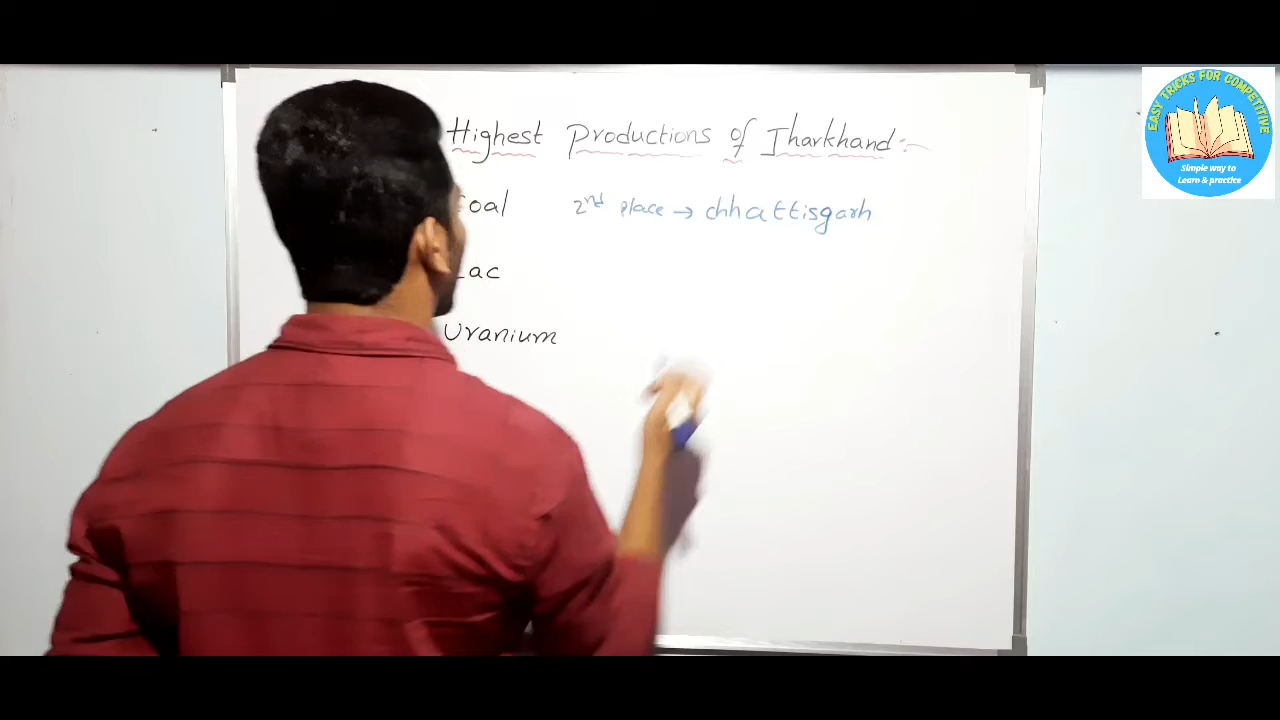 Highest Productions of Jharkhand:-
Coal 2nd place → chhattisgarh
Lac
Uranium
EASY TRICKS FOR COMPETITIVE
Simple way to
Learn & practice